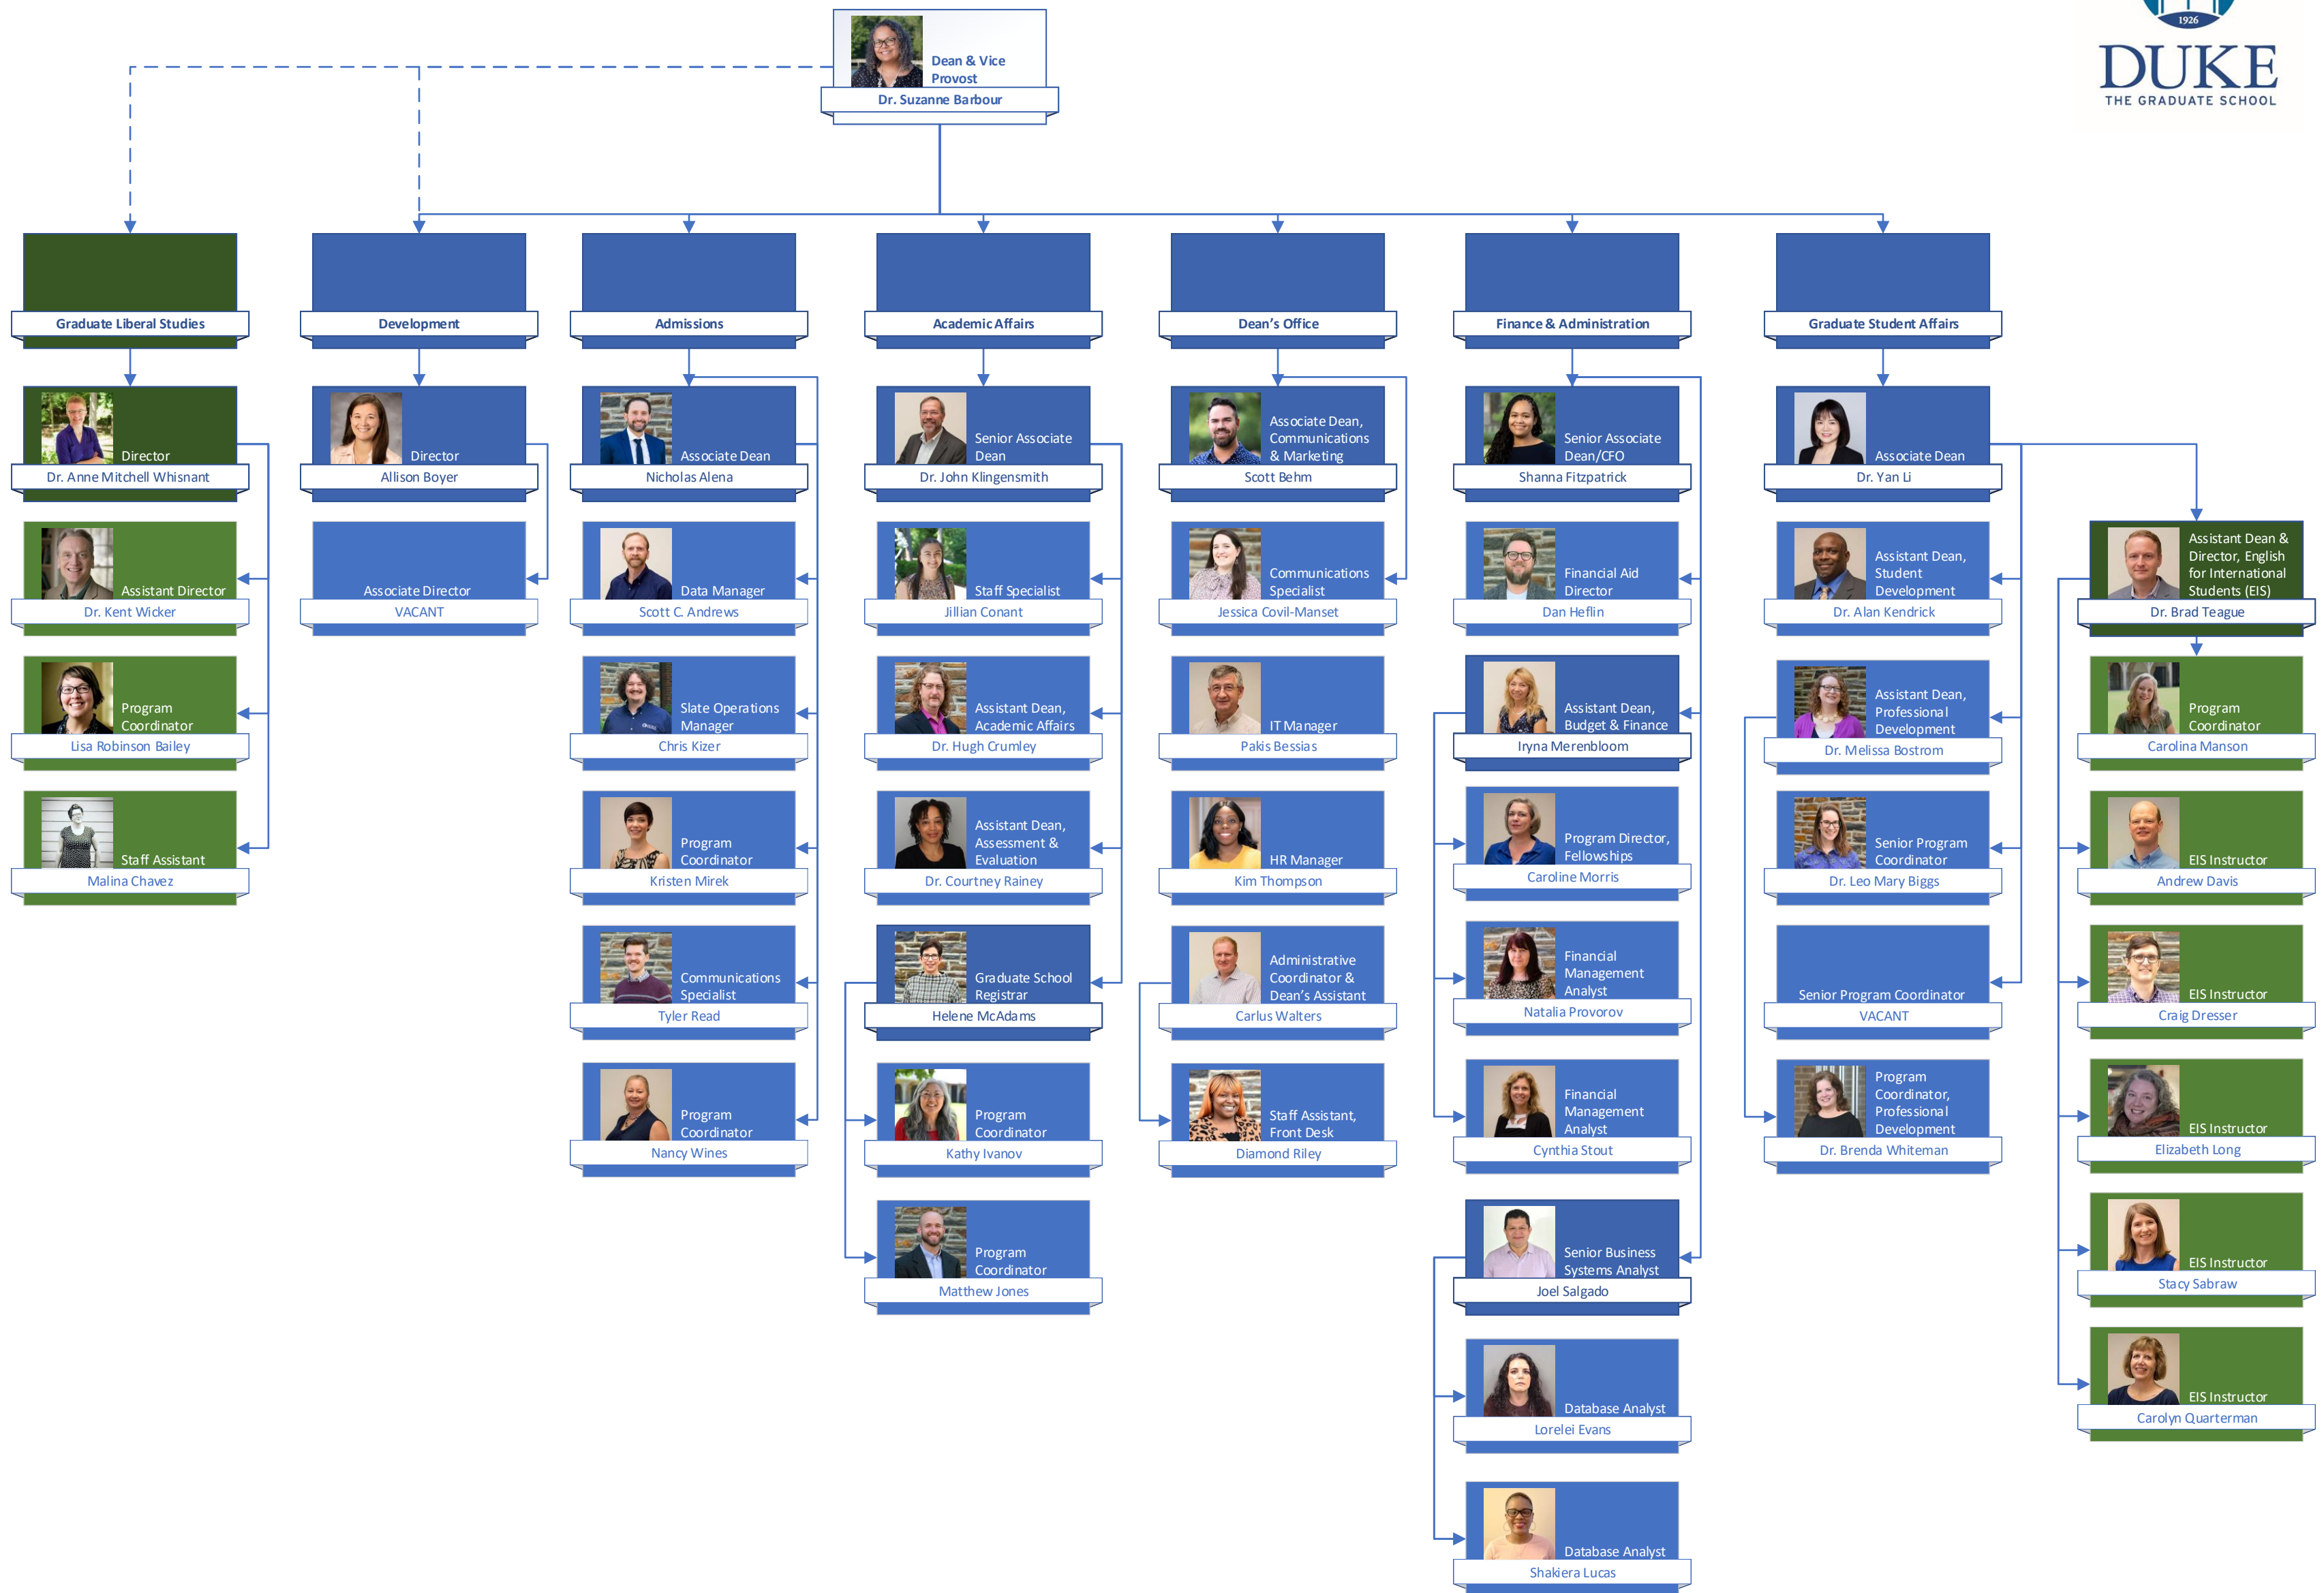 1926
DUKE
THE GRADUATE SCHOOL
Dean & Vice
Provost
Dr. Suzanne Barbour
Graduate Liberal Studies
Development
Admissions
Academic Affairs
Dean's Office
Finance & Administration
Graduate Student Affairs
Director
Dr. Anne Mitchell Whisnant
Assistant Director
Dr. Kent Wicker
Program
Coordinator
Lisa Robinson Bailey
Staff Assistant
Malina Chavez
Director
Allison Boyer
Associate Director
VACANT
Associate Dean
Nicholas Alena
Data Manager
Scott C. Andrews
Slate Operations
Manager
Chris Kizer
Program
Coordinator
Kristen Mirek
Communications
Specialist
Tyler Read
Program
Coordinator
Nancy Wines
Senior Associate
Dean
Dr. John Klingensmith
Staff Specialist
Jillian Conant
Assistant Dean,
Academic Affairs
Dr. Hugh Crumley
Assistant Dean,
Assessment &
Evaluation
Dr. Courtney Rainey
Graduate School
Registrar
Helene McAdams
Program
Coordinator
Kathy Ivanov
Program
Coordinator
Matthew Jones
Associate Dean,
Communications
& Marketing
Scott Behm
Communications
Specialist
Jessica Covil-Manset
IT Manager
Pakis Bessias
HR Manager
Kim Thompson
Administrative
Coordinator &
Dean's Assistant
Carlus Walters
Staff Assistant,
Front Desk
Diamond Riley
Senior Associate
Dean/CFO
Shanna Fitzpatrick
Financial Aid
Director
Dan Heflin
Assistant Dean,
Budget & Finance
Iryna Merenbloom
Program Director,
Fellowships
Caroline Morris
Financial
Management
Analyst
Natalia Provorov
Financial
Management
Analyst
Cynthia Stout
Senior Business
Systems Analyst
Joel Salgado
Database Analyst
Lorelei Evans
Database Analyst
Shakiera Lucas
Associate Dean
Dr. Yan Li
Assistant Dean,
Student
Development
Dr. Alan Kendrick
Assistant Dean,
Professional
Development
Dr. Melissa Bostrom
Senior Program
Coordinator
Dr. Leo Mary Biggs
Senior Program Coordinator
VACANT
Program
Coordinator,
Professional
Development
Dr. Brenda Whiteman
Assistant Dean &
Director, English
for International
Students (EIS)
Dr. Brad Teague
Program
Coordinator
Carolina Manson
EIS Instructor
Andrew Davis
EIS Instructor
Craig Dresser
EIS Instructor
Elizabeth Long
EIS Instructor
Stacy Sabraw
EIS Instructor
Carolyn Quarterman